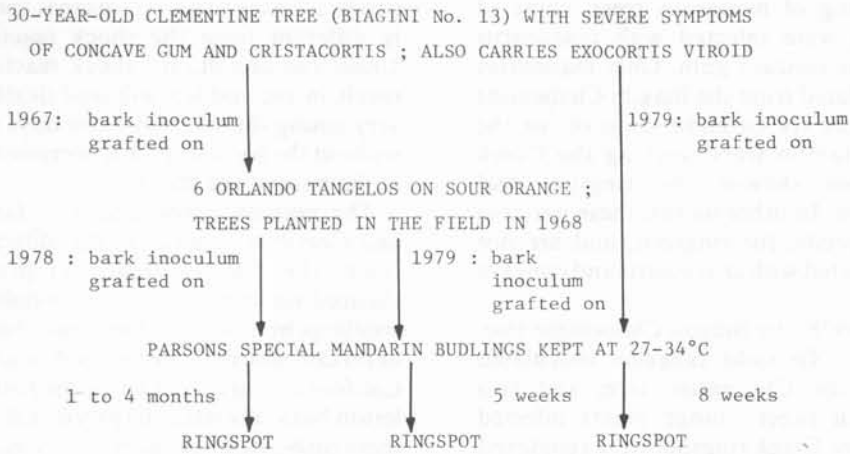 30-YEAR-OLD CLEMENTINE TREE (BIAGINI No. 13) WITH SEVERE SYMPTOMS
OF CONCAVE GUM AND CRISTACORTIS ; ALSO CARRIES EXOCORTIS VIROID
1967: bark inoculum
grafted on
1979: bark inoculum
grafted on
6 ORLANDO TANGELOS ON SOUR ORANGE ;
TREES PLANTED IN THE FIELD IN 1968
1978 : bark inoculum
grafted on
1979 : bark
inoculum
grafted on
PARSONS SPECIAL MANDARIN BUDLINGS KEPT AT 27-34°C
1 to 4 months
5 weeks
8 weeks
RINGSPOT
RINGSPOT
RINGSPOT